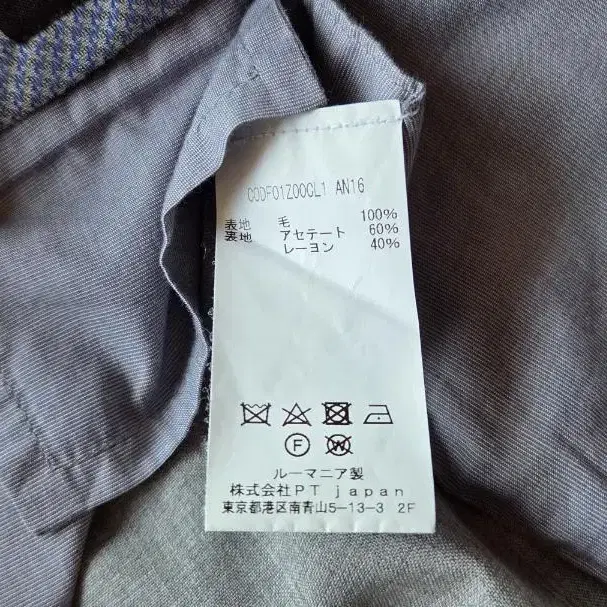 CODF01Z00CL1 AN16
表地 毛 100%
裏地 アセテート 60%
レーヨン 40%
F W
ルーマニア製
株式会社PT japan
東京都港区南青山5-13-3 2F